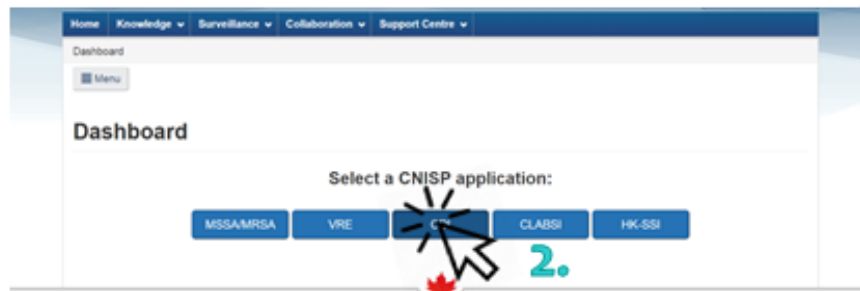 Home Knowledge Surveillance Collaboration Support Centre
Dashboard
Menu
Dashboard
Select a CNISP application:
MSSA/MRSA VRE CLABSI HK-SSI
2.